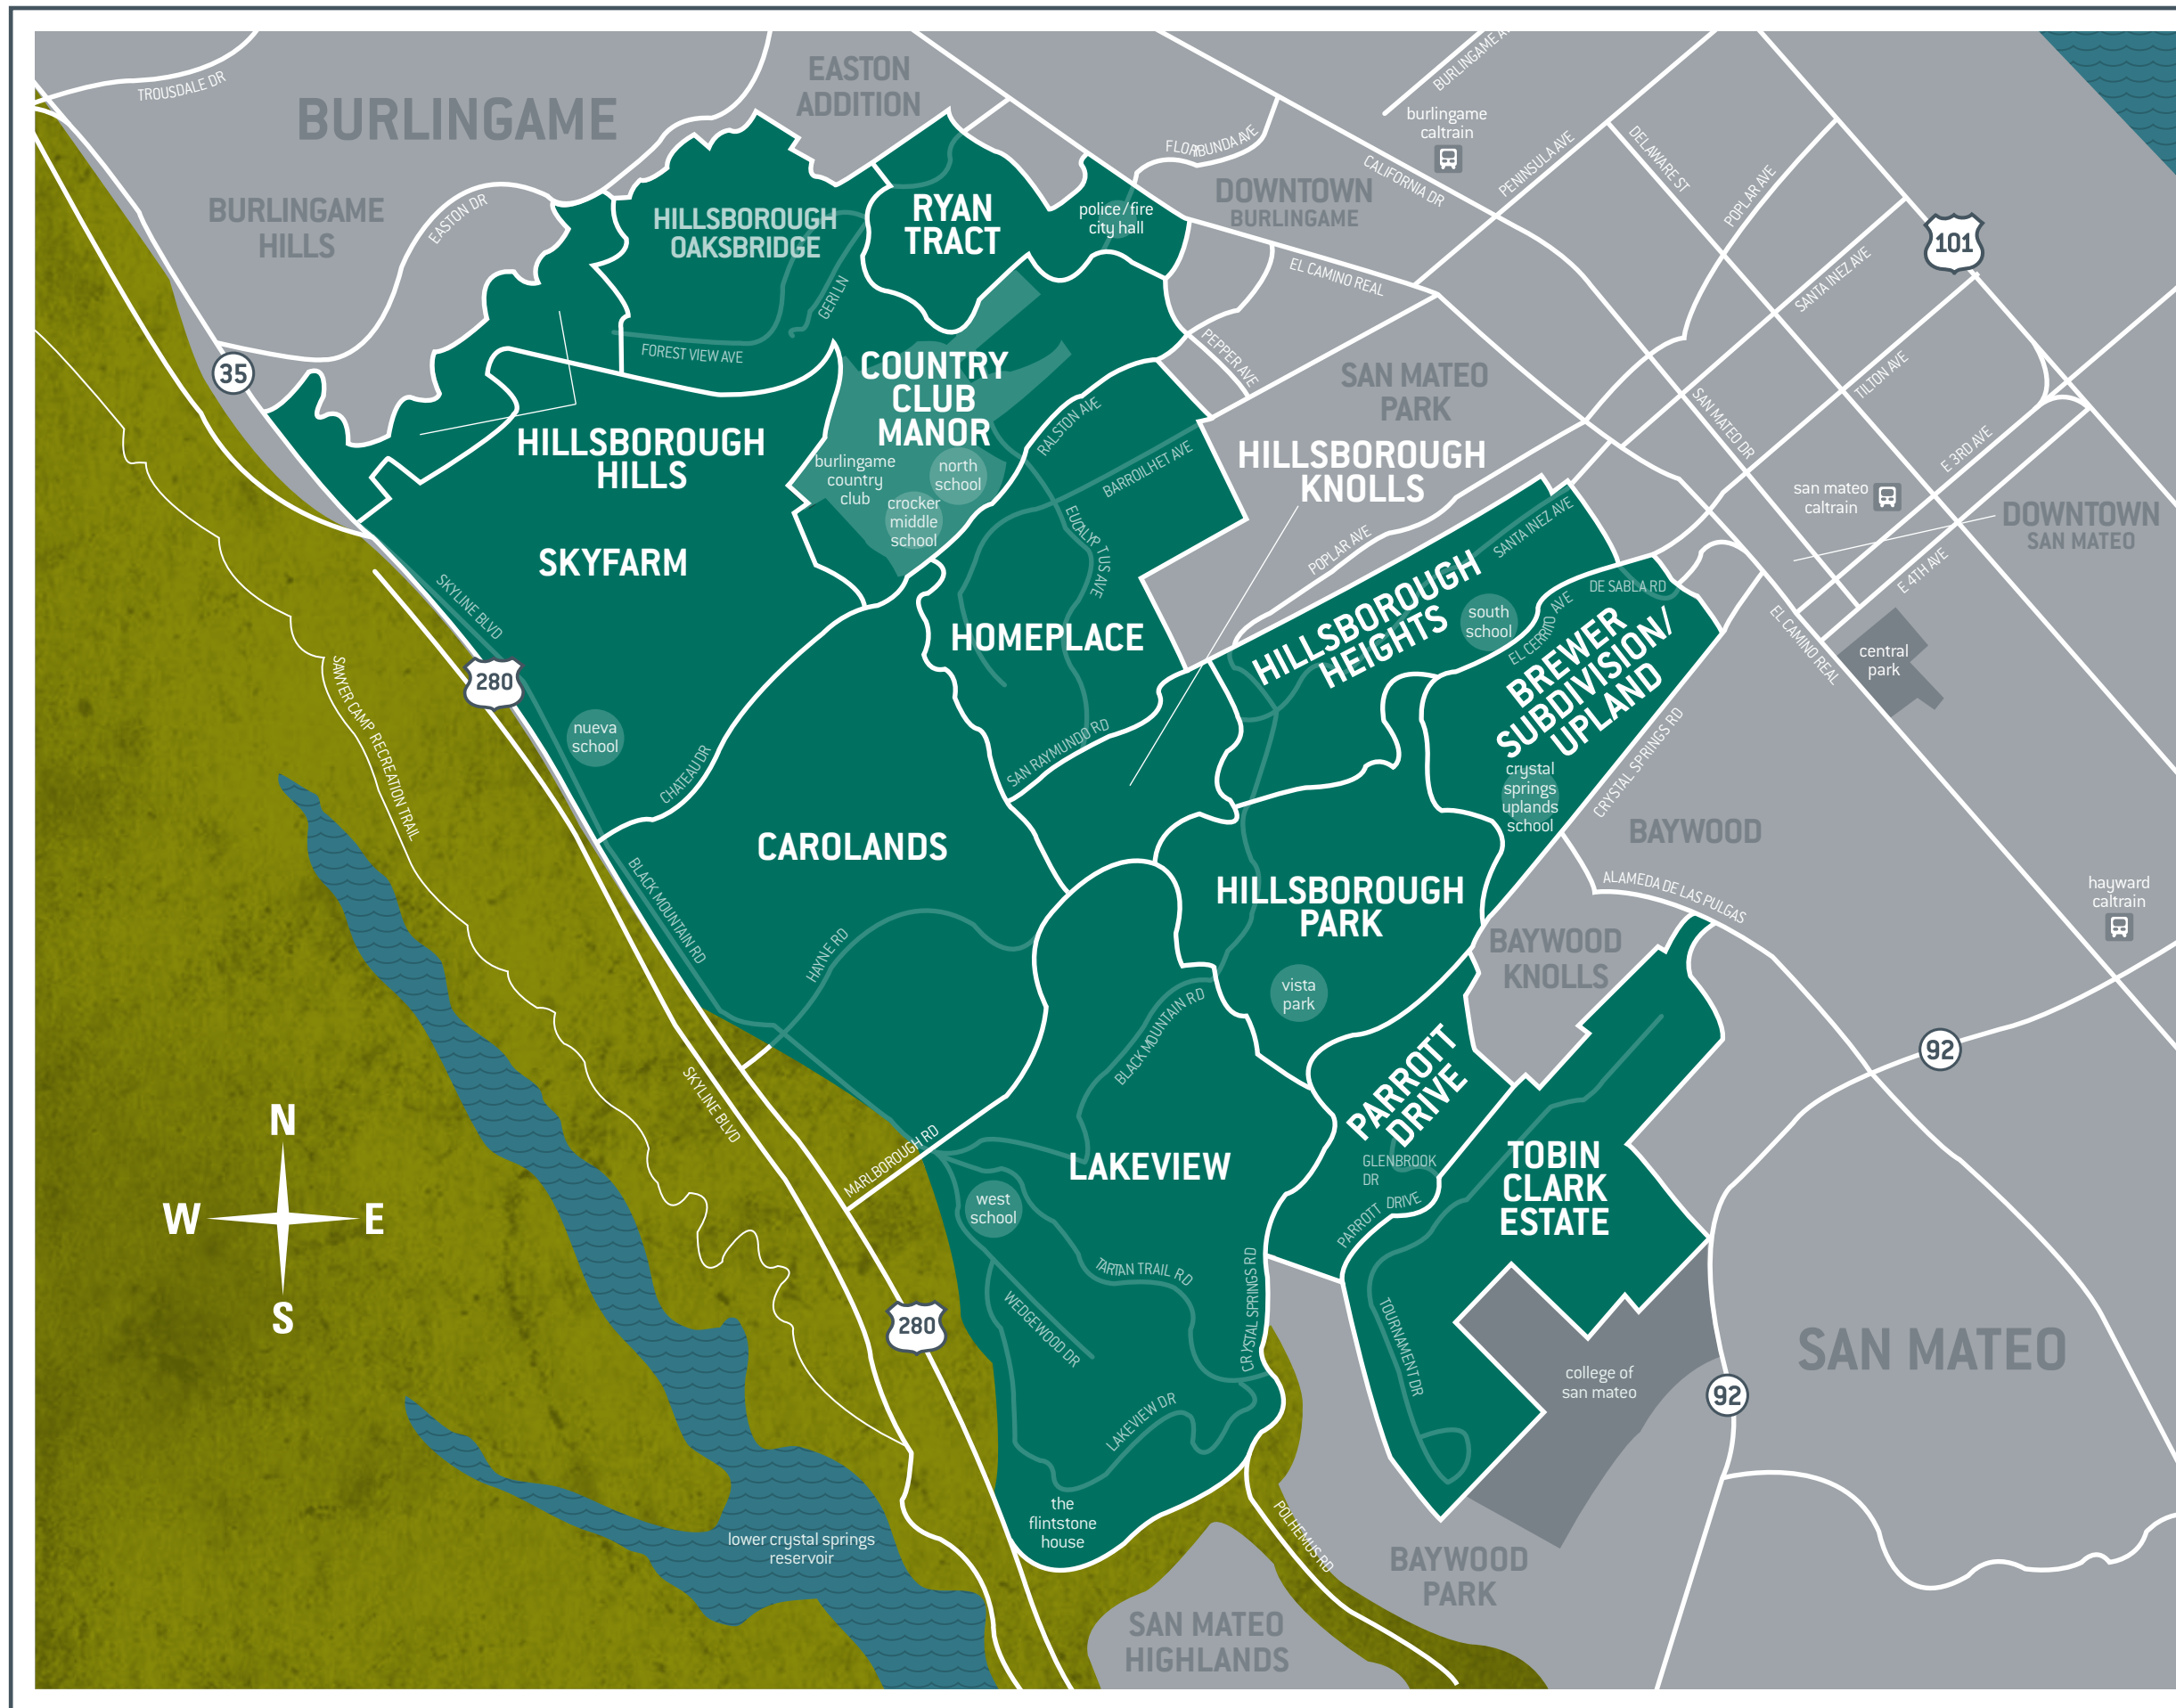 TROUSDALE DR
BURLINGAME
EASTON
ADDITION
BURLINGAME
HILLS
EASTON DR
HILLSBOROUGH
OAKSBRIDGE
RYAN
TRACT
police/fire
city hall
FLORIBUNDA AVE
DOWNTOWN
BURLINGAME
burlingame
caltrain
CALIFORNIA DR
PENINSULA AVE
DELAWARE ST
POPLAR AVE
101
SANTA INEZ AVE
EL CAMINO REAL
GERI LN
FOREST VIEW AVE
35
PEPPER AVE
SAN MATEO
PARK
TILTON AVE
SAN MATEO DR
COUNTRY
CLUB
MANOR
RALSTON AVE
BARROILHET AVE
HILLSBOROUGH
HILLS
burlingame
country
club
north
school
crocker
middle
school
HILLSBOROUGH
KNOLLS
E 3RD AVE
san mateo
caltrain
DOWNTOWN
SAN MATEO
E 4TH AVE
SKYFARM
EUCALYPTUS AVE
POPLAR AVE
SANTA INEZ AVE
SKYLINE BLVD
HOMEPLACE
HILLSBOROUGH
HEIGHTS
south
school
EL CERRITO AVE
DE SABLA RD
BREWER
SUBDIVISION/
UPLAND
EL CAMINO REAL
central
park
280
SAWYER CAMP RECREATION TRAIL
nueva
school
CHATEAU DR
SAN RAYMUNDO RD
crystal
springs
uplands
school
CRYSTAL SPRINGS RD
BAYWOOD
CAROLANDS
BLACK MOUNTAIN RD
HAYNE RD
HILLSBOROUGH
PARK
ALAMEDA DE LAS PULGAS
hayward
caltrain
BAYWOOD
KNOLLS
vista
park
BLACK MOUNTAIN RD
92
PARROTT
DRIVE
SKYLINE BLVD
MARLBOROUGH RD
LAKEVIEW
GLENBROOK
DR
PARROTT DRIVE
TOBIN
CLARK
ESTATE
N
W
E
S
west
school
TARTAN TRAIL RD
WEDGEWOOD DR
CRYSTAL SPRINGS RD
TOURNAMENT DR
280
SAN MATEO
college of
san mateo
92
LAKEVIEW DR
the
flintstone
house
lower crystal springs
reservoir
POLHEMUS RD
BAYWOOD
PARK
SAN MATEO
HIGHLANDS